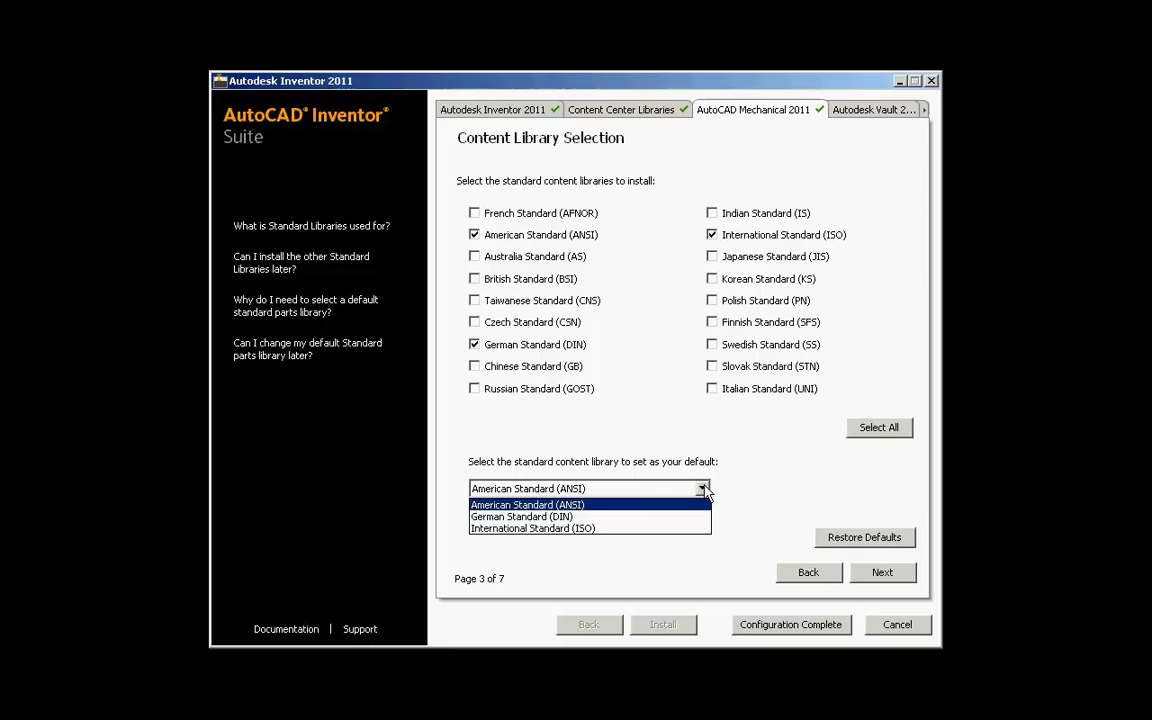 Autodesk Inventor 2011
AutoCAD® Inventor®
Suite
What is Standard Libraries used for?
Can I install the other Standard
Libraries later?
Why do I need to select a default
standard parts library?
Can I change my default Standard
parts library later?
Documentation | Support
Autodesk Inventor 2011 Content Center Libraries AutoCAD Mechanical 2011 Autodesk Vault 2...
Content Library Selection
Select the standard content libraries to install:
French Standard (AFNOR)
American Standard (ANSI)
Australia Standard (AS)
British Standard (BSI)
Taiwanese Standard (CNS)
Czech Standard (CSN)
German Standard (DIN)
Chinese Standard (GB)
Russian Standard (GOST)
Indian Standard (IS)
International Standard (ISO)
Japanese Standard (JIS)
Korean Standard (KS)
Polish Standard (PN)
Finnish Standard (SFS)
Swedish Standard (SS)
Slovak Standard (STN)
Italian Standard (UNI)
Select All
Select the standard content library to set as your default:
American Standard (ANSI)
American Standard (ANSI)
German Standard (DIN)
International Standard (ISO)
Restore Defaults
Page 3 of 7
Back Next
Back Install Configuration Complete Cancel